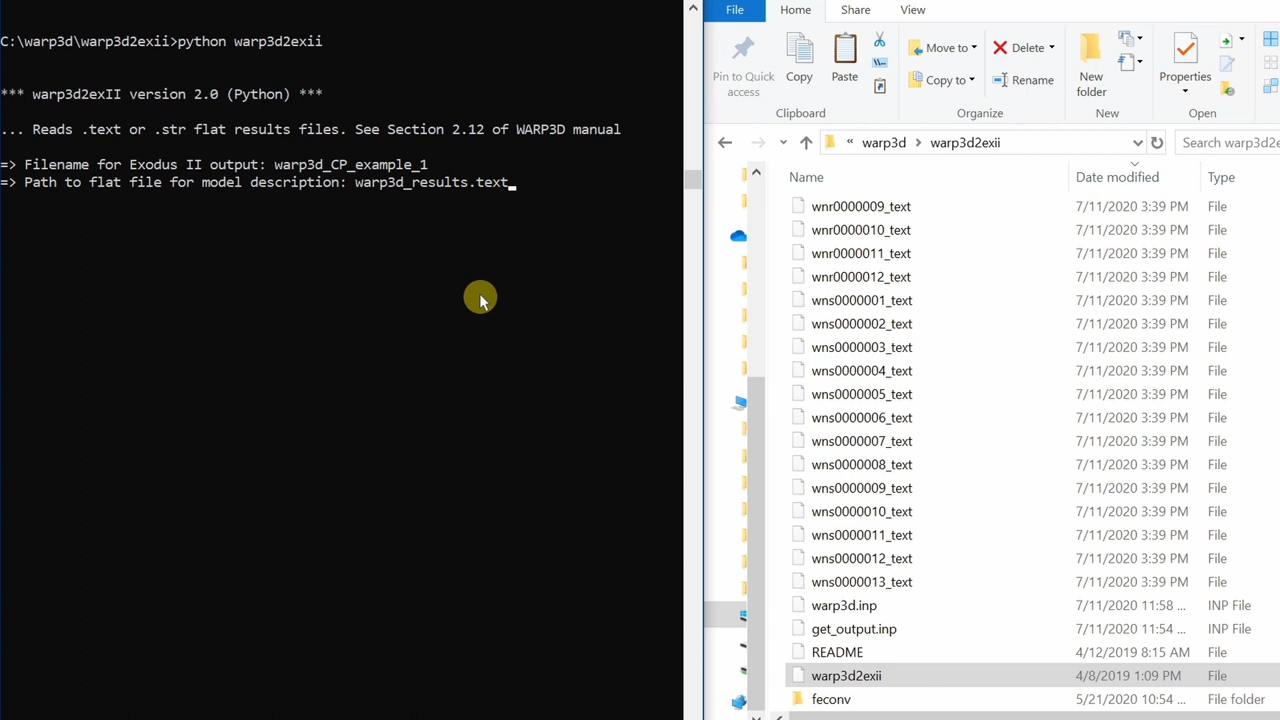 C:\warp3d\warp3d2exii>python warp3d2exii
*** warp3d2exII version 2.0 (Python) ***
... Reads .text or .str flat results files. See Section 2.12 of WARP3D manual
=> Filename for Exodus II output: warp3d_CP_example_1
=> Path to flat file for model description: warp3d_results.text_
File Home Share View
Pin to Quick access
Copy
Paste
Clipboard
Move to
Copy to
Delete
Rename
Organize
New folder
New
Properties
Open
« warp3d > warp3d2exii
Search warp3d2e
Name Date modified Type
wnr0000009_text 7/11/2020 3:39 PM File
wnr0000010_text 7/11/2020 3:39 PM File
wnr0000011_text 7/11/2020 3:39 PM File
wnr0000012_text 7/11/2020 3:39 PM File
wns0000001_text 7/11/2020 3:39 PM File
wns0000002_text 7/11/2020 3:39 PM File
wns0000003_text 7/11/2020 3:39 PM File
wns0000004_text 7/11/2020 3:39 PM File
wns0000005_text 7/11/2020 3:39 PM File
wns0000006_text 7/11/2020 3:39 PM File
wns0000007_text 7/11/2020 3:39 PM File
wns0000008_text 7/11/2020 3:39 PM File
wns0000009_text 7/11/2020 3:39 PM File
wns0000010_text 7/11/2020 3:39 PM File
wns0000011_text 7/11/2020 3:39 PM File
wns0000012_text 7/11/2020 3:39 PM File
wns0000013_text 7/11/2020 3:39 PM File
warp3d.inp 7/11/2020 11:58 ... INP File
get_output.inp 7/11/2020 11:54 ... INP File
README 4/12/2019 8:15 AM File
warp3d2exii 4/8/2019 1:09 PM File
feconv 5/21/2020 10:54 ... File folder